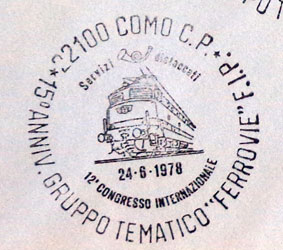 22100 COMO C.P.
* 15° ANNIV. GRUPPO TEMATICO "FERROVIE" F.I.P. *
Servizi distaccati
24-6-1978
12° CONGRESSO INTERNAZIONALE